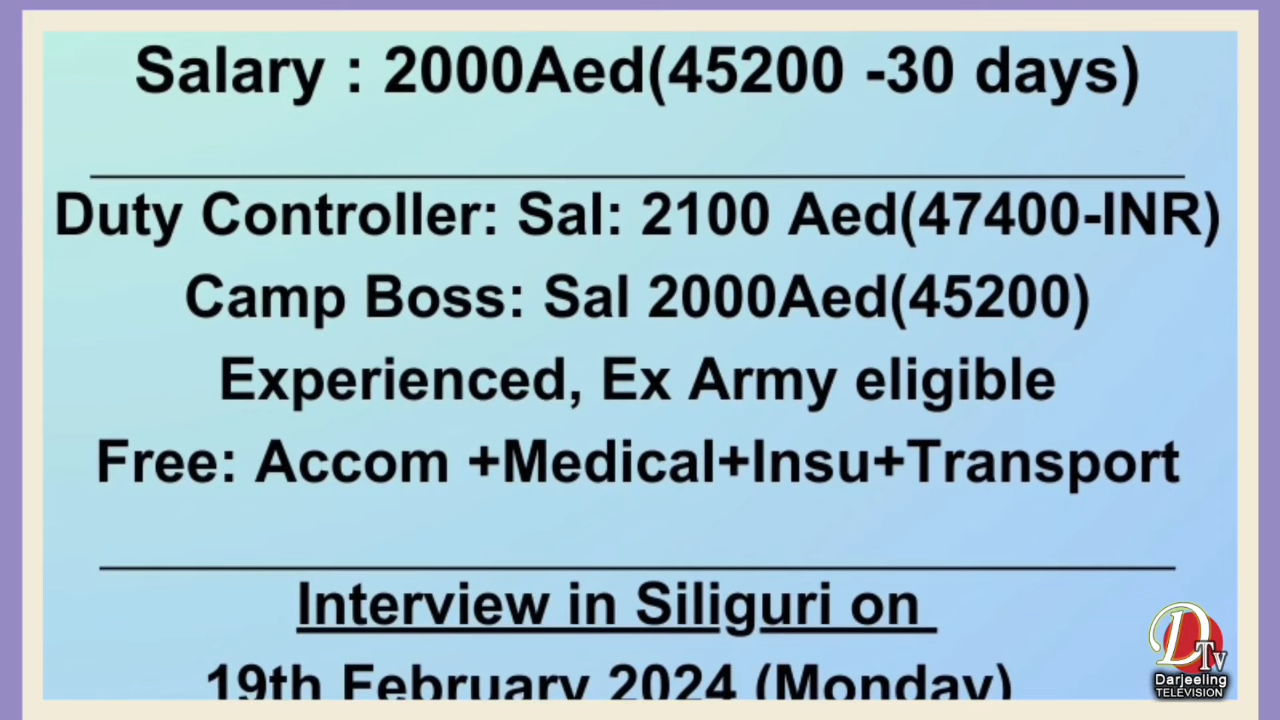 Salary : 2000Aed(45200 -30 days)
Duty Controller: Sal: 2100 Aed(47400-INR)
Camp Boss: Sal 2000Aed(45200)
Experienced, Ex Army eligible
Free: Accom +Medical+Insu+Transport
Interview in Siliguri on
19th February 2024 (Monday)
DTv
Darjeeling
TELEVISION